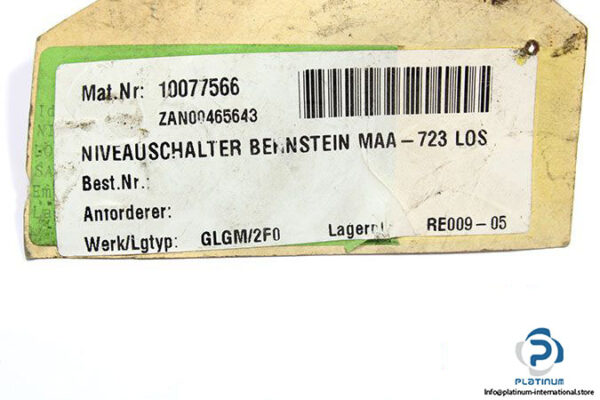 Mat.Nr: 10077566
ZAN00465643
NIVEAUSCHALTER BERNSTEIN MAA-723 LOS
Best.Nr.:
Anforderer:
Werk/Lgtyp: GLGM/2F0 Lagerpl RE009-05
PLATINUM
Info@platinum-international.store